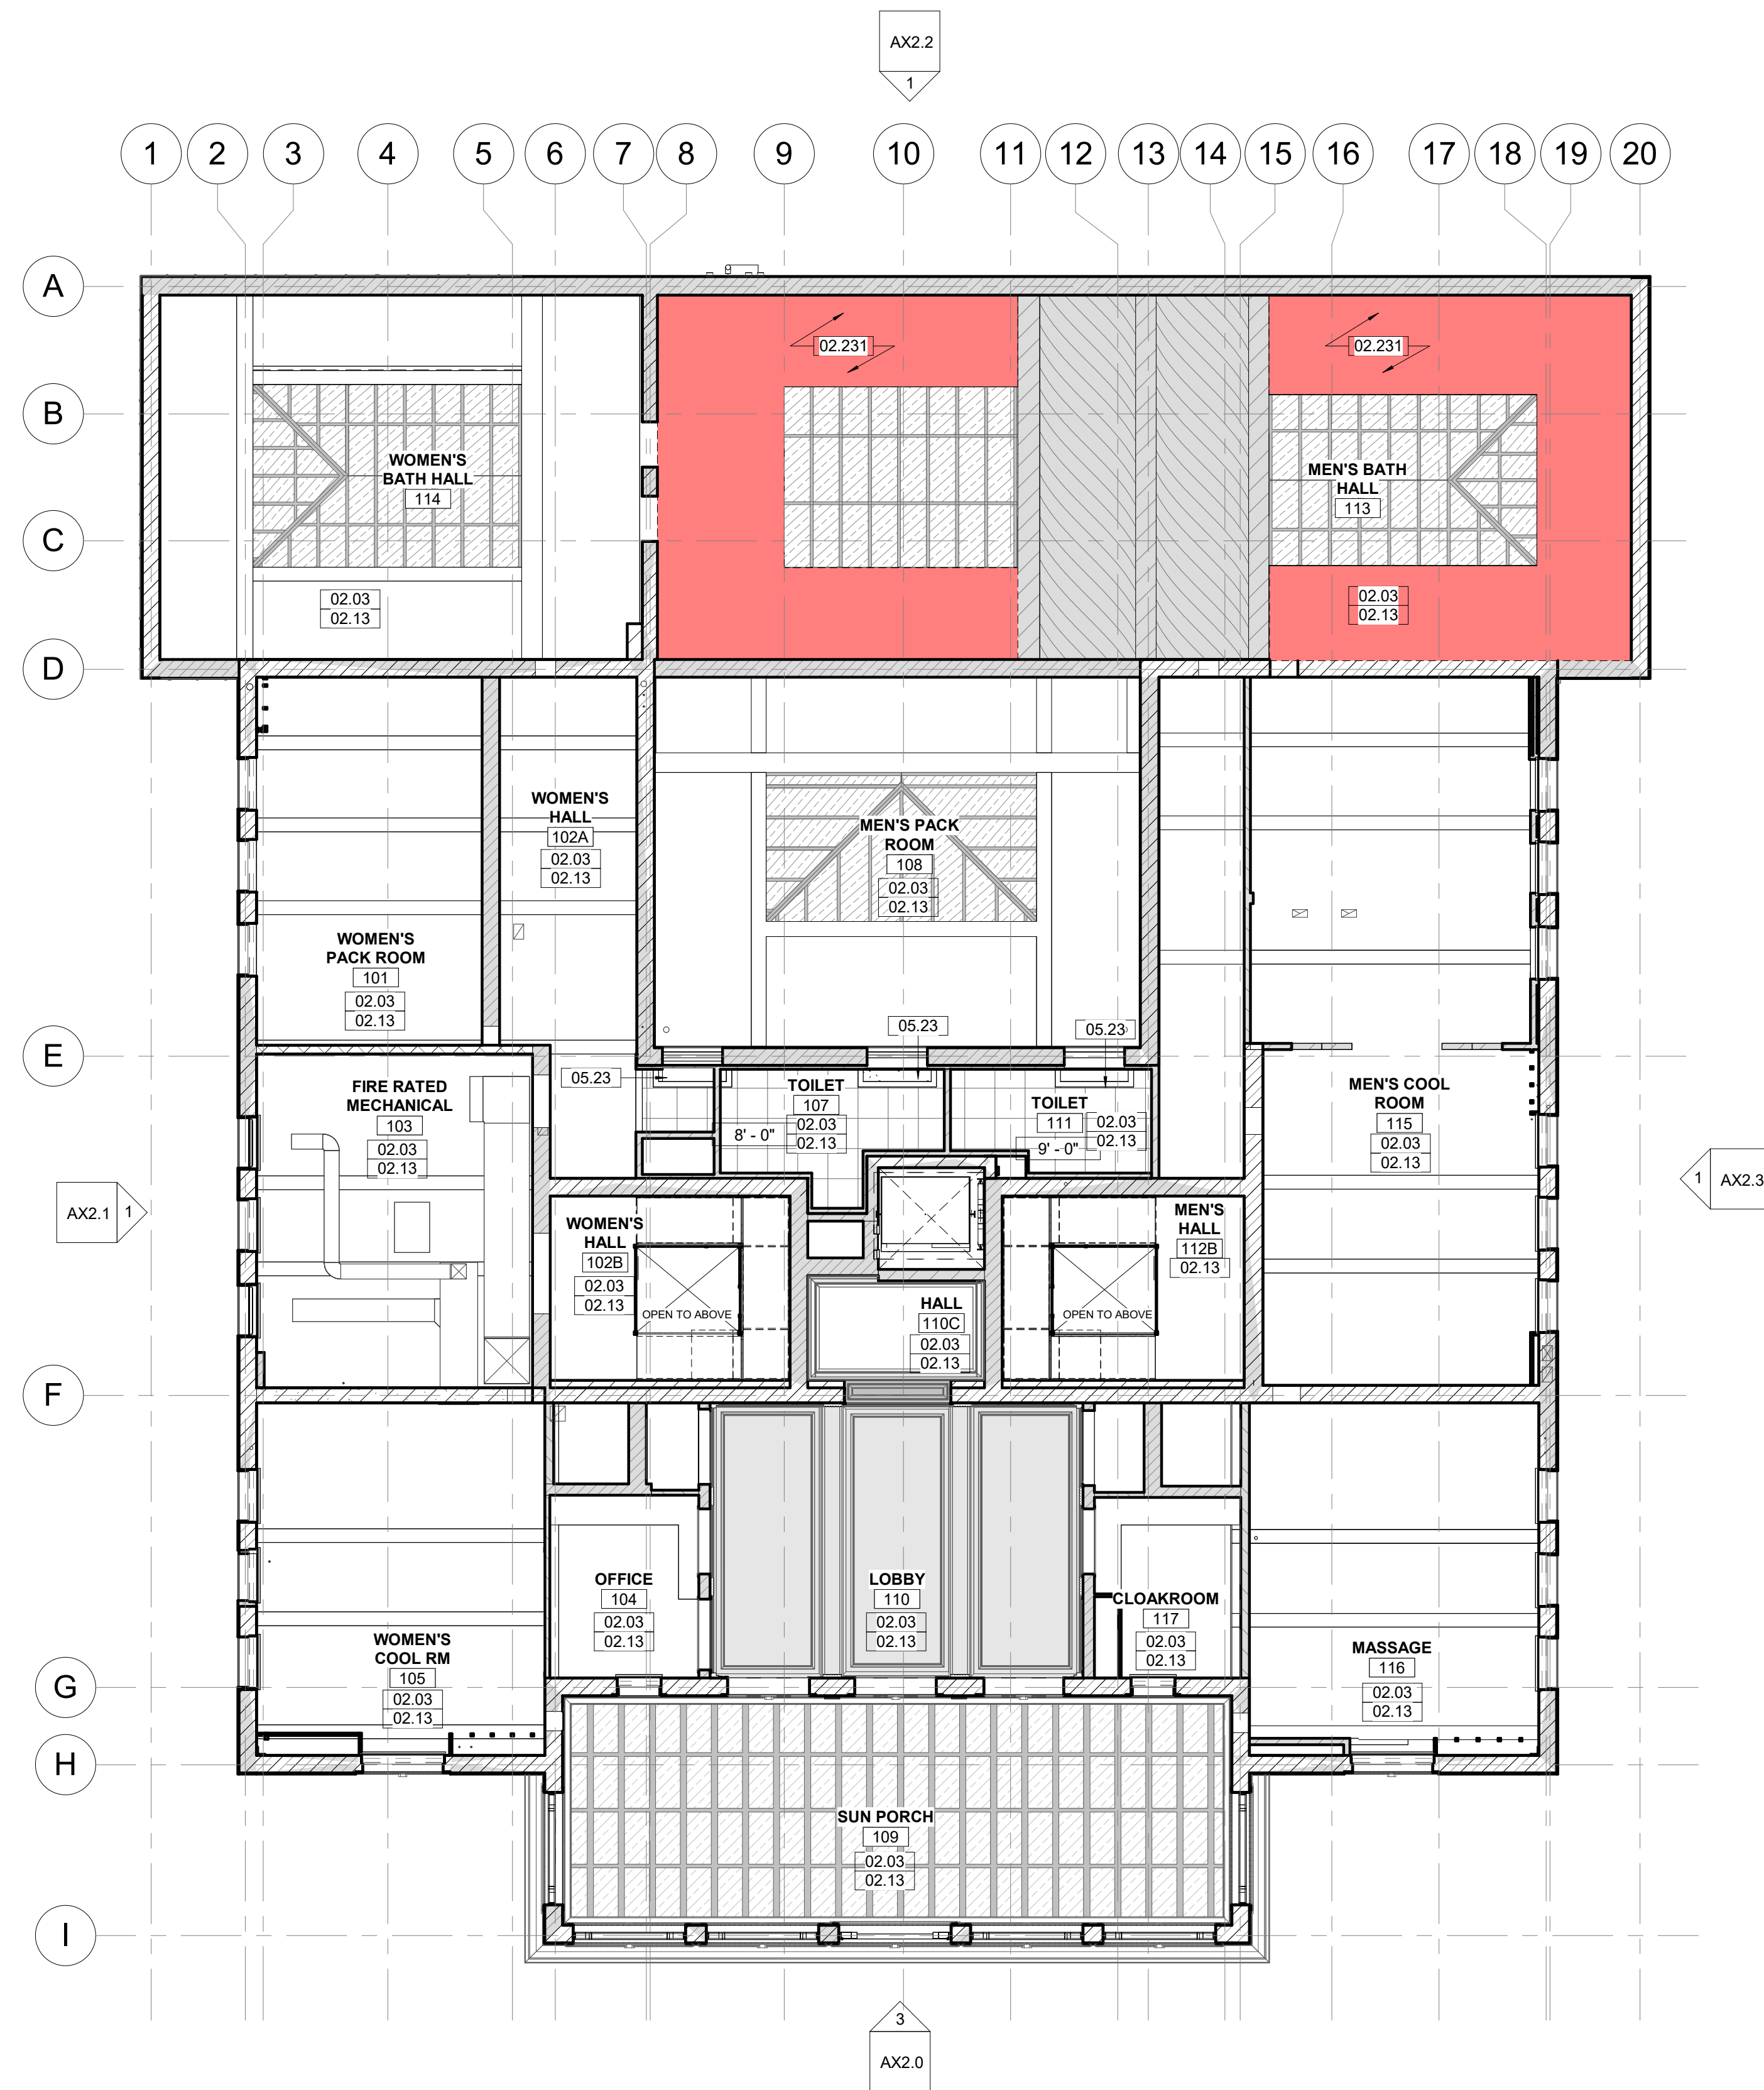 AX2.2
1
1 2 3 4 5 6 7 8 9 10 11 12 13 14 15 16 17 18 19 20
A
02.231
02.231
B
WOMEN'S
BATH HALL
114
MEN'S BATH
HALL
113
C
02.03
02.13
02.03
02.13
D
WOMEN'S
HALL
102A
02.03
02.13
MEN'S PACK
ROOM
108
02.03
02.13
WOMEN'S
PACK ROOM
101
02.03
02.13
05.23
05.23
E
05.23
FIRE RATED
MECHANICAL
103
02.03
02.13
TOILET
107
02.03
02.13
8' - 0"
TOILET
111
02.03
02.13
9' - 0"
MEN'S COOL
ROOM
115
02.03
02.13
AX2.1
1
1
AX2.3
WOMEN'S
HALL
102B
02.03
02.13
OPEN TO ABOVE
MEN'S
HALL
112B
02.13
OPEN TO ABOVE
HALL
110C
02.03
02.13
F
OFFICE
104
02.03
02.13
LOBBY
110
02.03
02.13
CLOAKROOM
117
02.03
02.13
WOMEN'S
COOL RM
105
02.03
02.13
MASSAGE
116
02.03
02.13
G
H
SUN PORCH
109
02.03
02.13
I
3
AX2.0